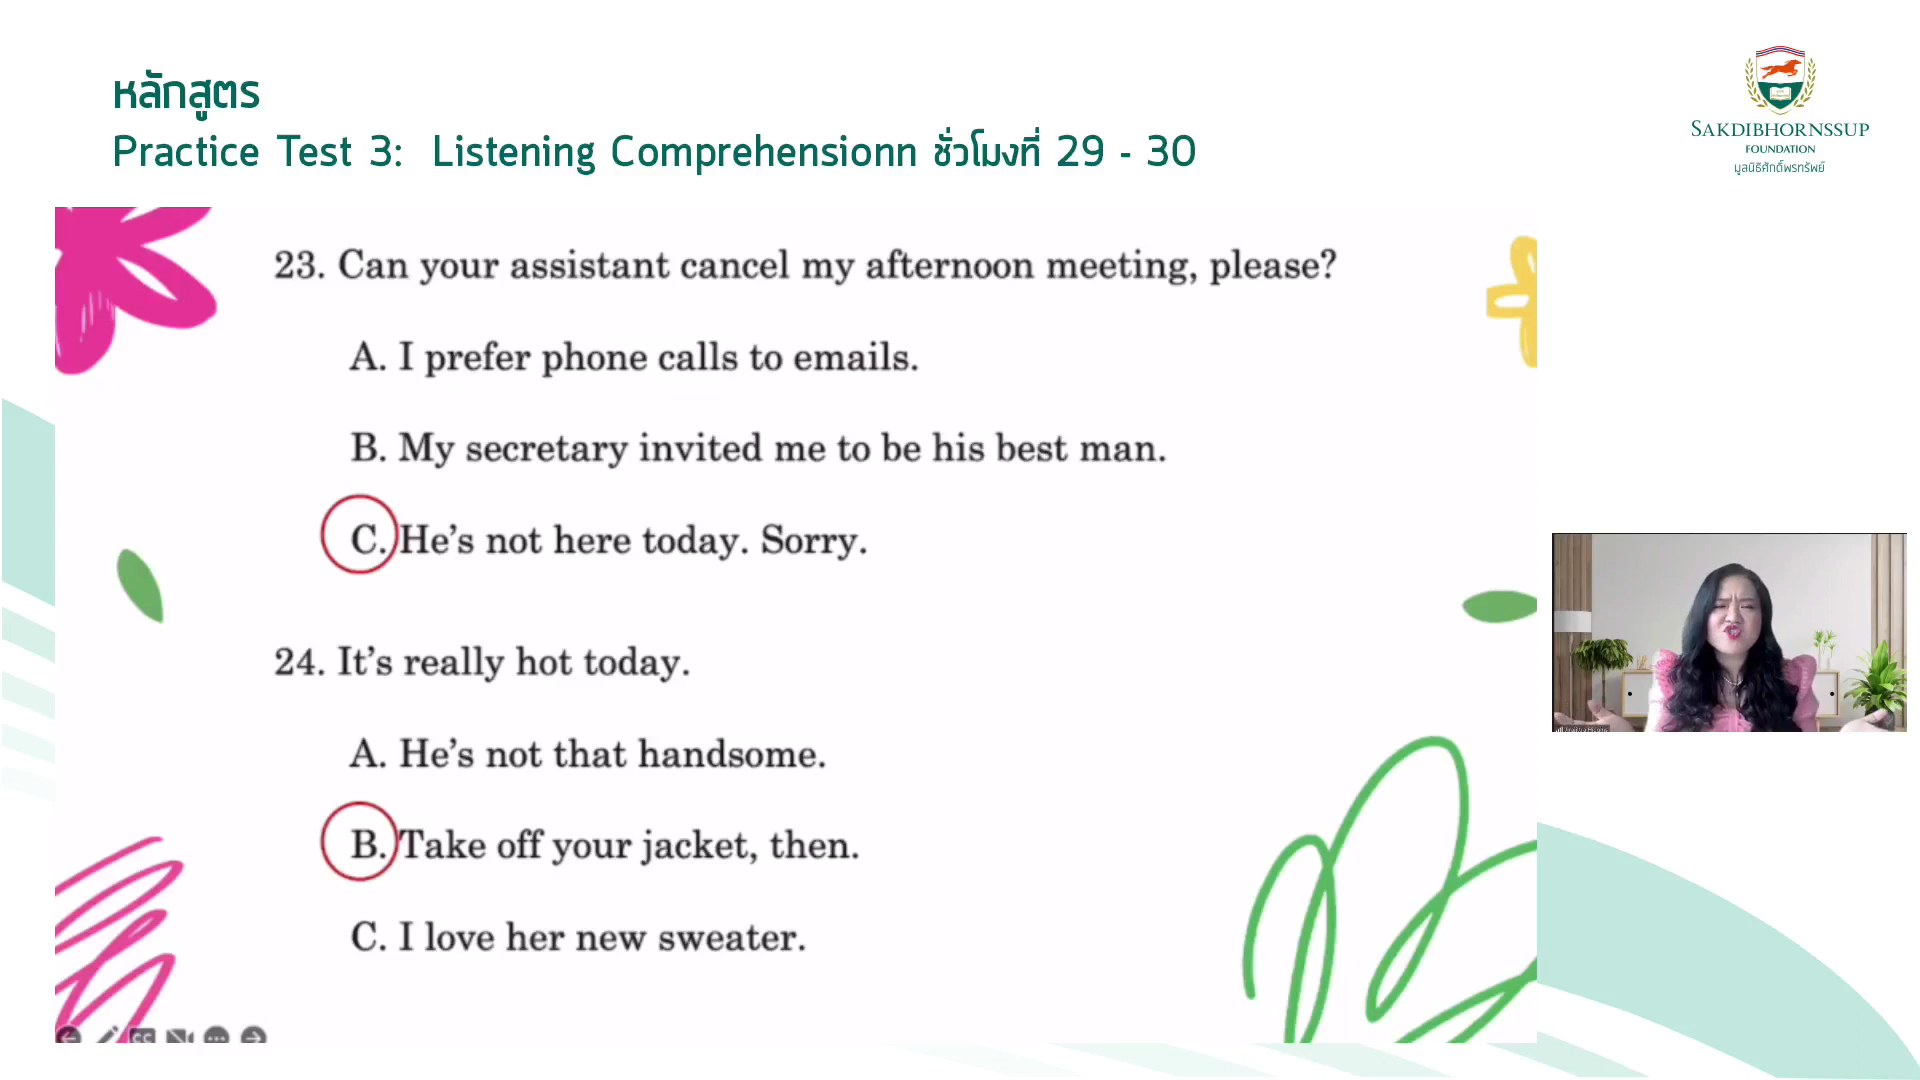 หลักสูตร
Practice Test 3: Listening Comprehensionn ชั่วโมงที่ 29 - 30
SAKDIBHORNSSUP
FOUNDATION
มูลนิธิศักดิ์พรทรัพย์
23. Can your assistant cancel my afternoon meeting, please?
A. I prefer phone calls to emails.
B. My secretary invited me to be his best man.
C. He's not here today. Sorry.
24. It's really hot today.
A. He's not that handsome.
B. Take off your jacket, then.
C. I love her new sweater.
CC